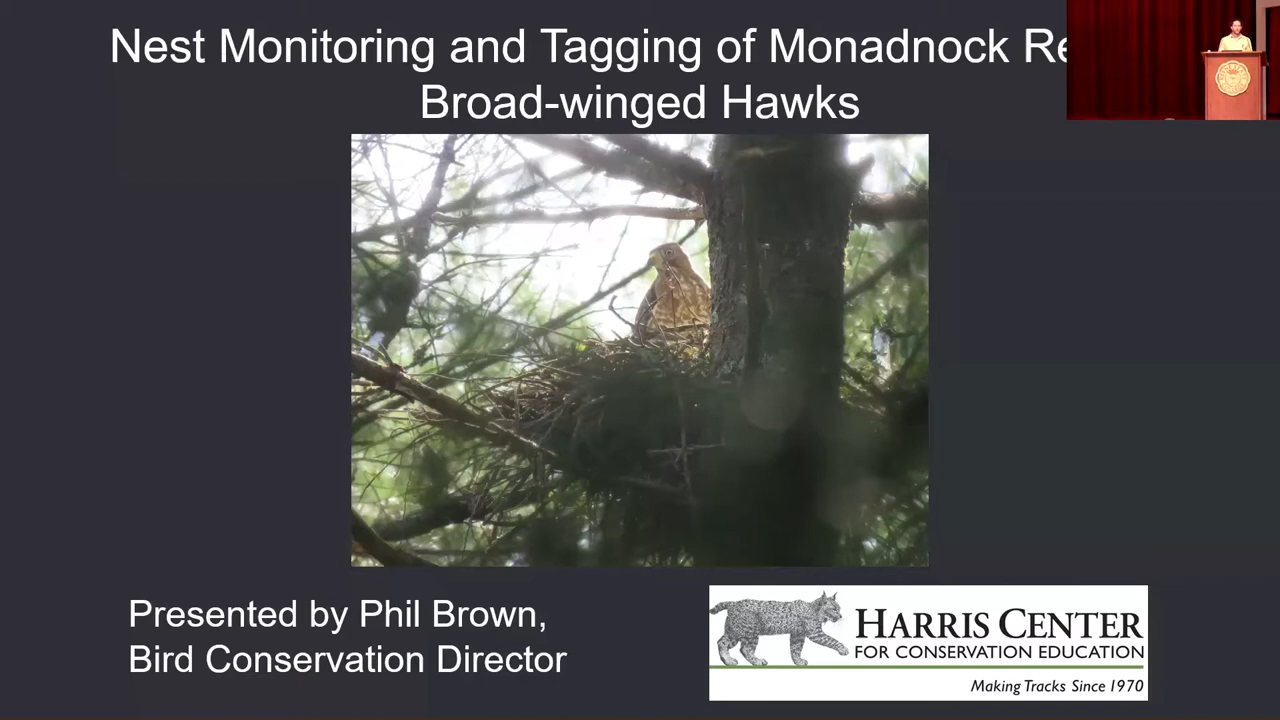 Nest Monitoring and Tagging of Monadnock Re
Broad-winged Hawks
Presented by Phil Brown,
Bird Conservation Director
HARRIS CENTER
FOR CONSERVATION EDUCATION
Making Tracks Since 1970